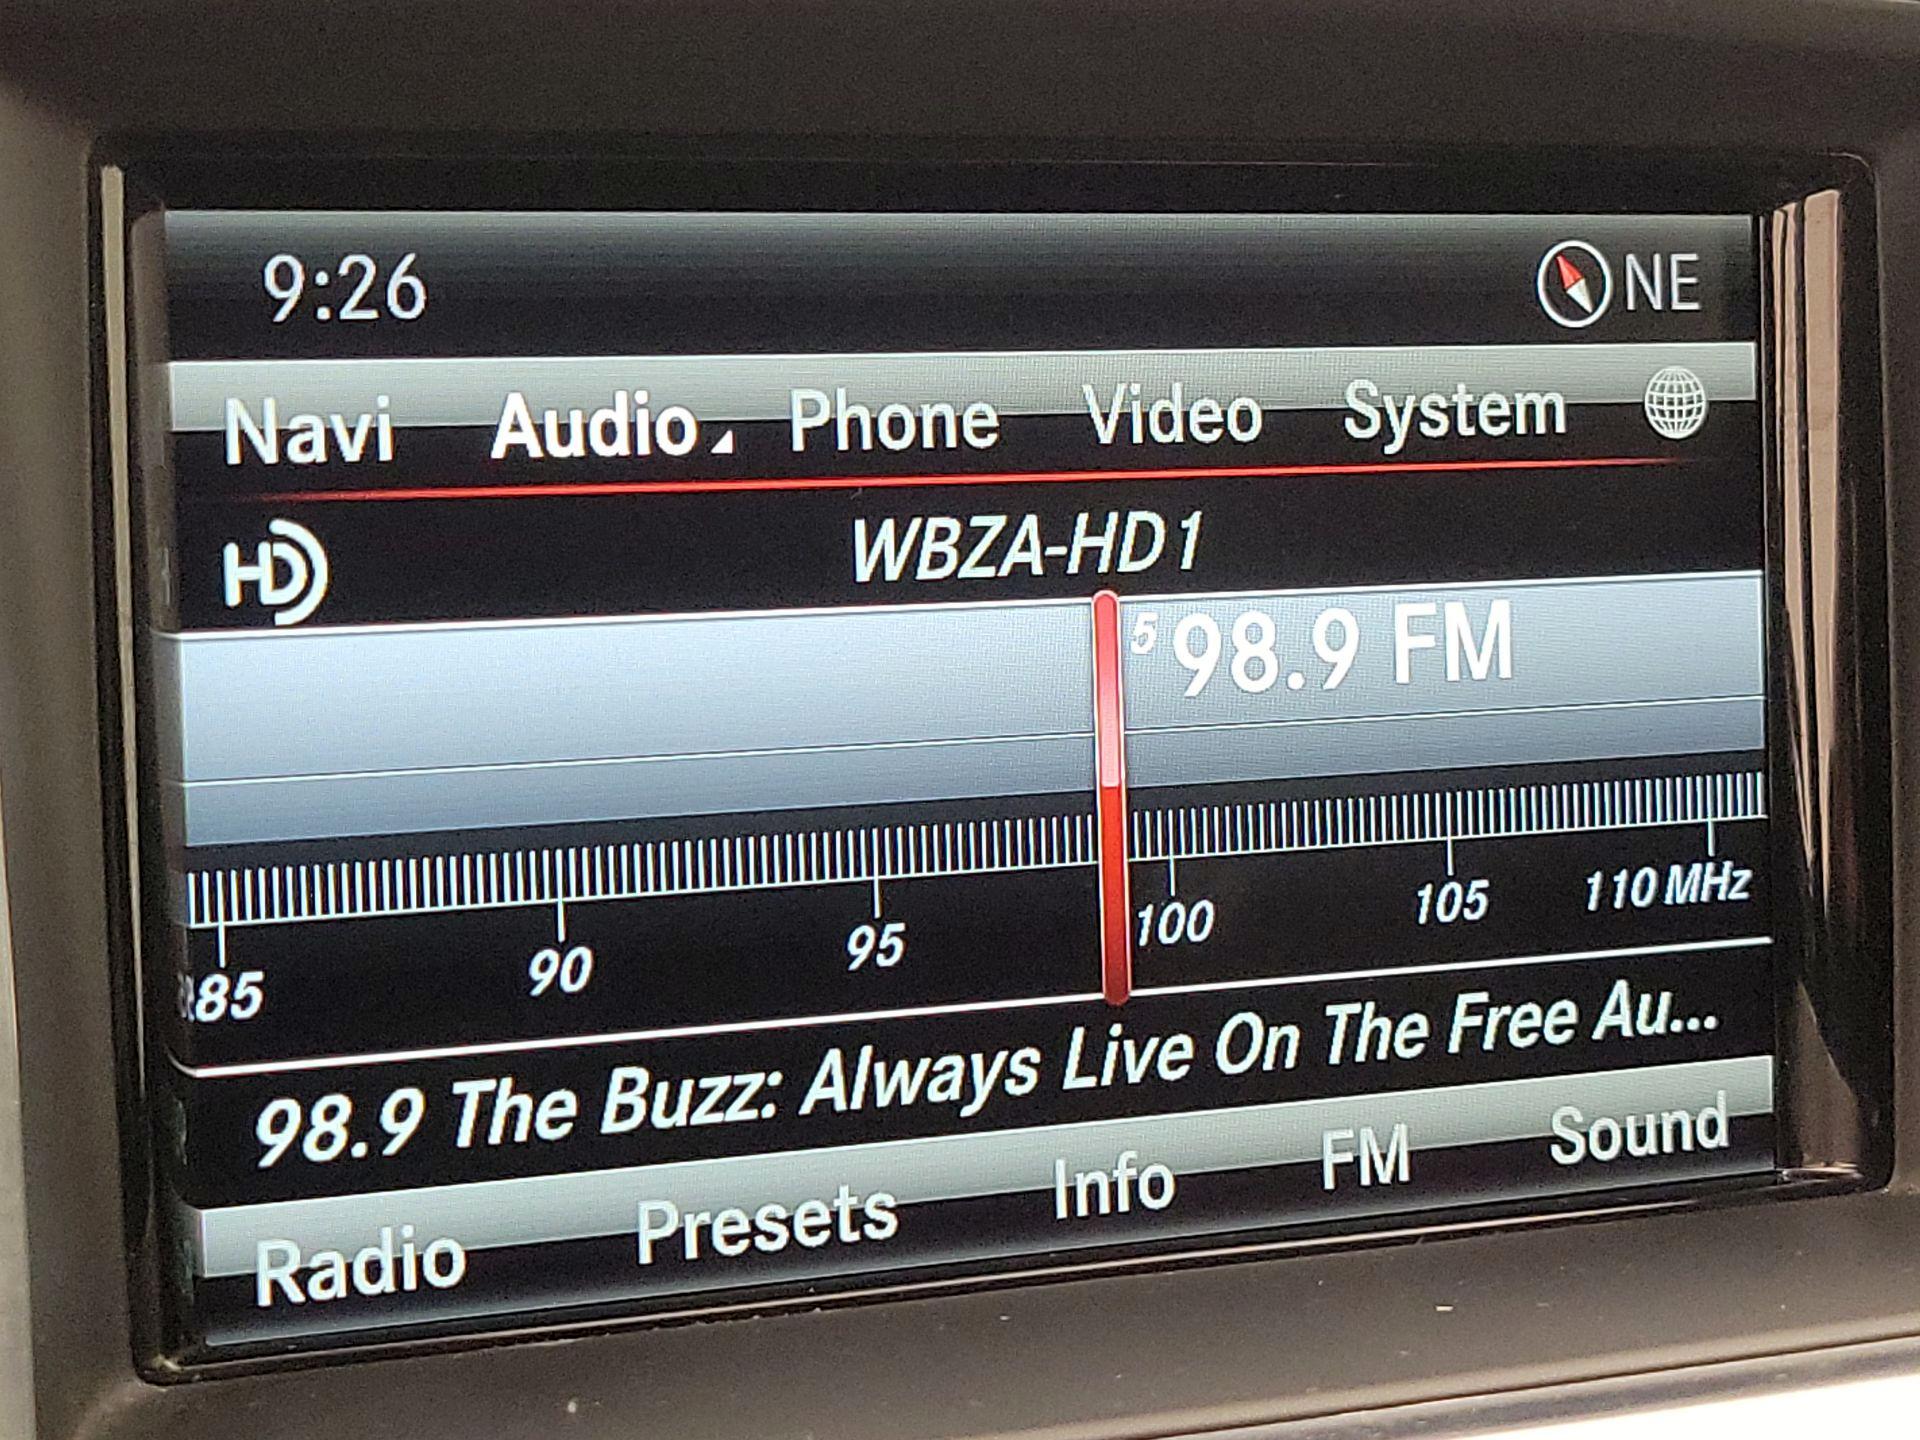 9:26 NE
Navi Audio Phone Video System
HD WBZA-HD1
5 98.9 FM
85 90 95 100 105 110 MHz
98.9 The Buzz: Always Live On The Free Au...
Radio Presets Info FM Sound